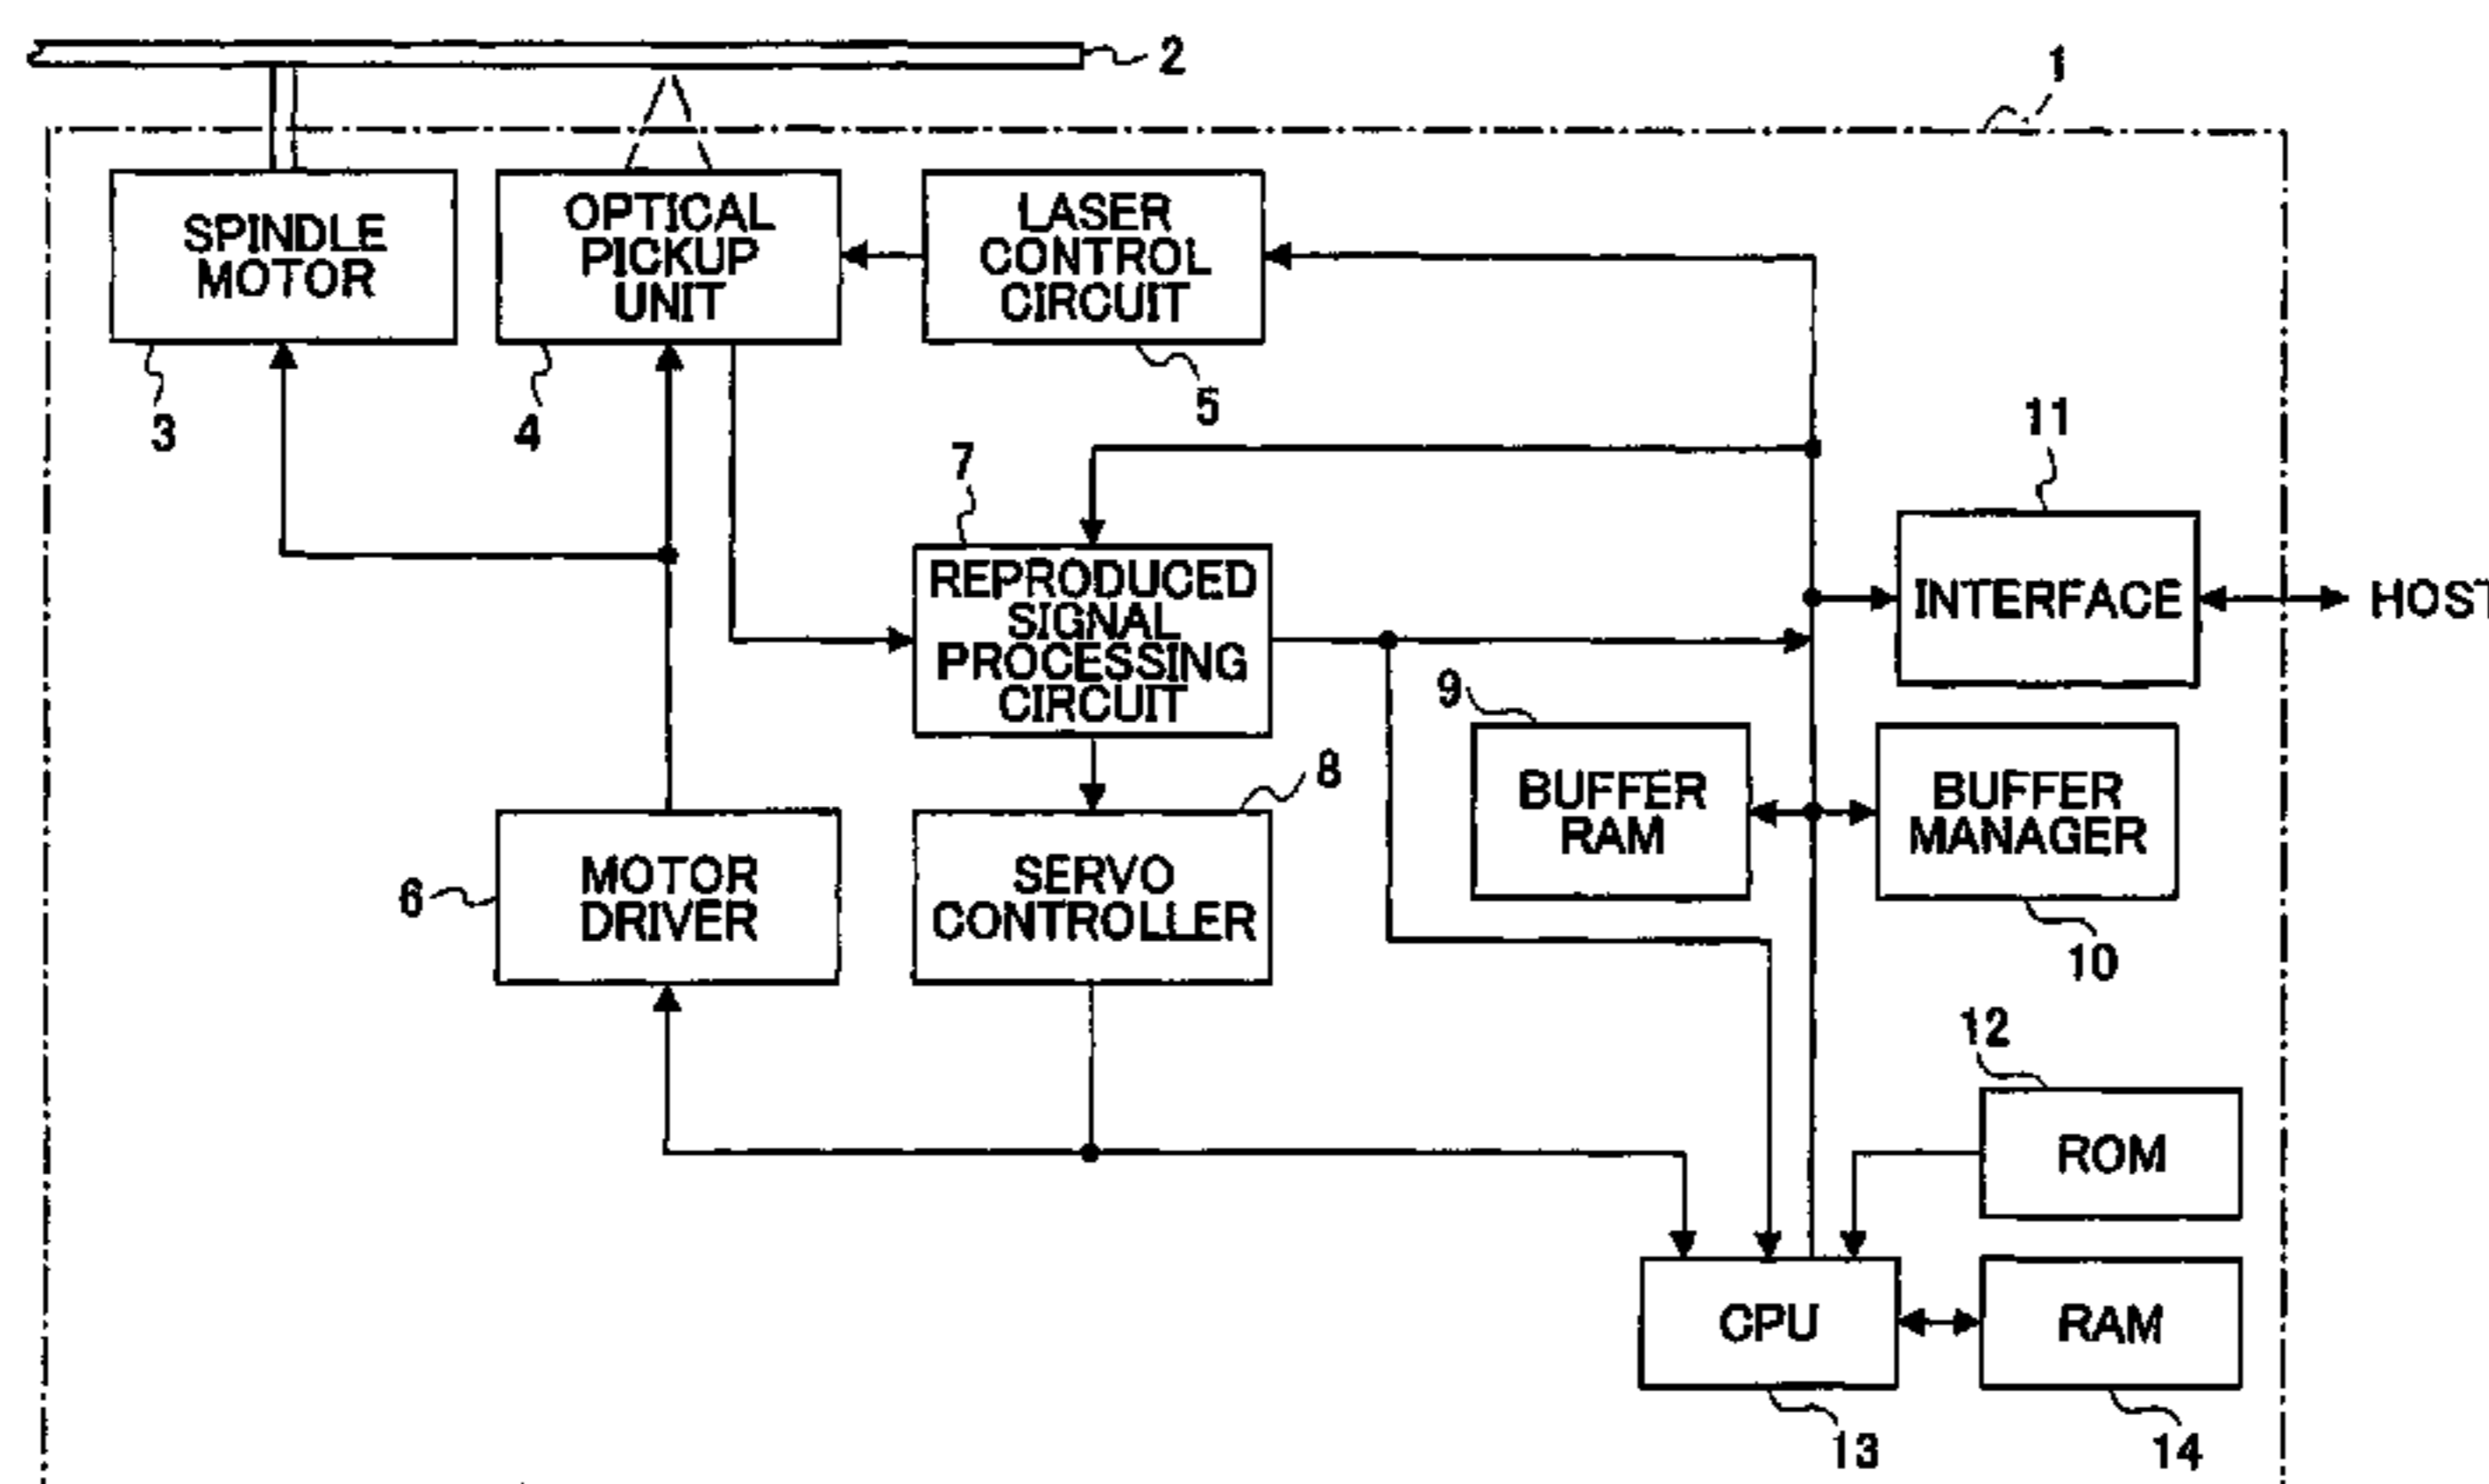 2
1
SPINDLE
MOTOR
OPTICAL
PICKUP
UNIT
LASER
CONTROL
CIRCUIT
3
4
5
7
11
REPRODUCED
SIGNAL
PROCESSING
CIRCUIT
INTERFACE
HOST
9
8
BUFFER
RAM
BUFFER
MANAGER
6
MOTOR
DRIVER
SERVO
CONTROLLER
10
12
ROM
CPU
RAM
13
14